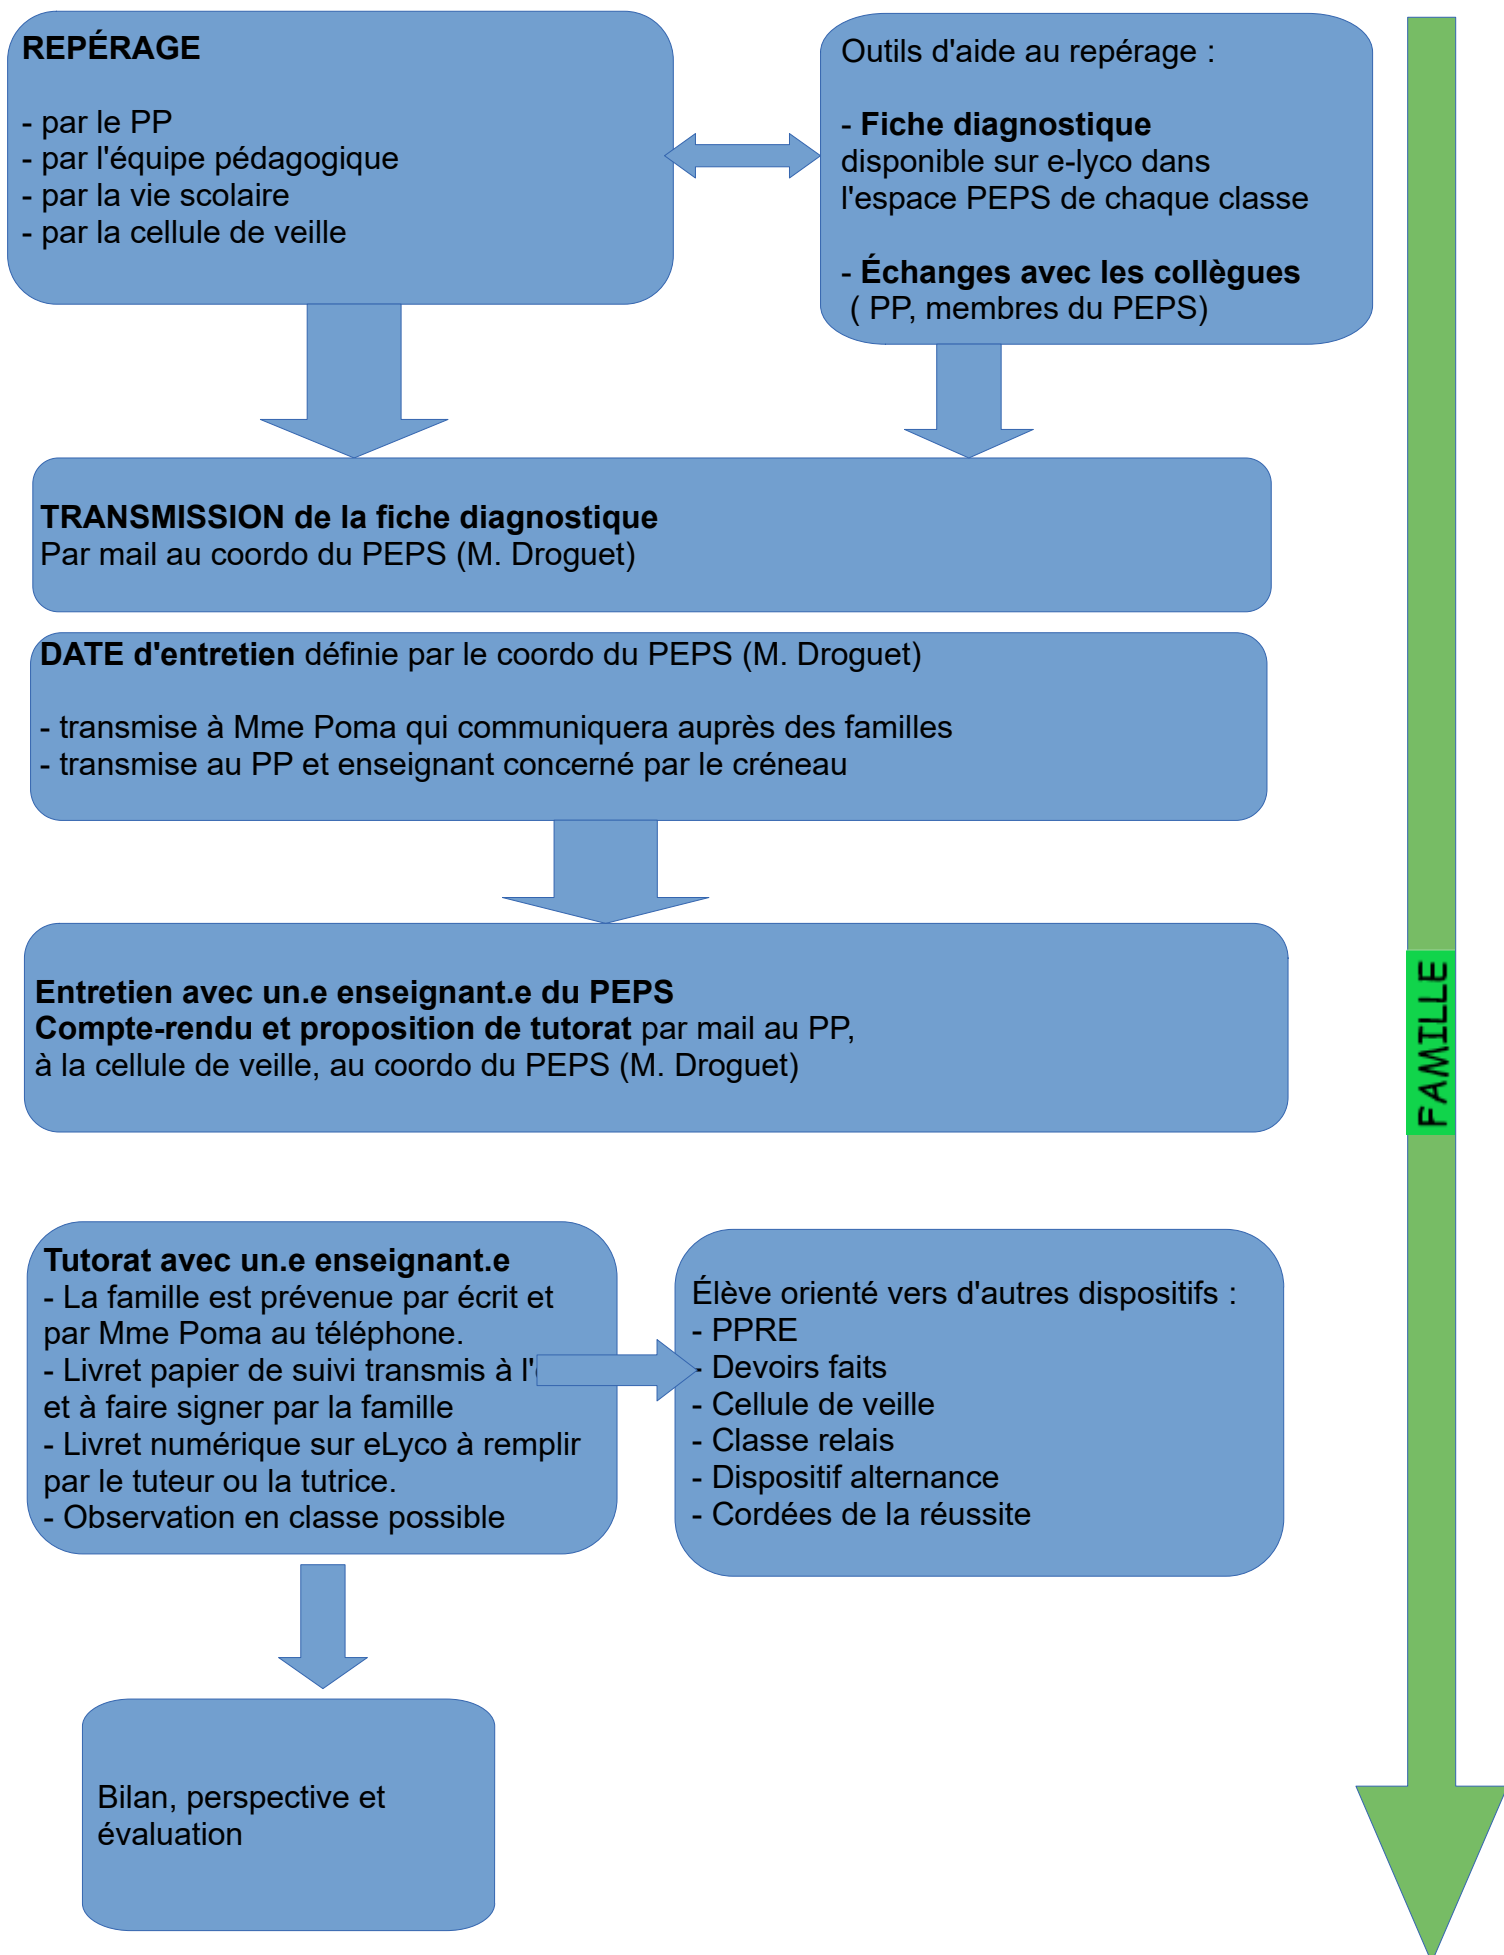 REPÉRAGE
- par le PP
- par l'équipe pédagogique
- par la vie scolaire
- par la cellule de veille
Outils d'aide au repérage :
- Fiche diagnostique
disponible sur e-lyco dans
l'espace PEPS de chaque classe
- Échanges avec les collègues
( PP, membres du PEPS)
TRANSMISSION de la fiche diagnostique
Par mail au coordo du PEPS (M. Droguet)
DATE d'entretien définie par le coordo du PEPS (M. Droguet)
- transmise à Mme Poma qui communiquera auprès des familles
- transmise au PP et enseignant concerné par le créneau
Entretien avec un.e enseignant.e du PEPS
Compte-rendu et proposition de tutorat par mail au PP,
à la cellule de veille, au coordo du PEPS (M. Droguet)
FAMILLE
Tutorat avec un.e enseignant.e
- La famille est prévenue par écrit et
par Mme Poma au téléphone.
- Livret papier de suivi transmis à
et à faire signer par la famille
- Livret numérique sur eLyco à remplir
par le tuteur ou la tutrice.
- Observation en classe possible
Élève orienté vers d'autres dispositifs :
- PPRE
- Devoirs faits
- Cellule de veille
- Classe relais
- Dispositif alternance
- Cordées de la réussite
Bilan, perspective et
évaluation